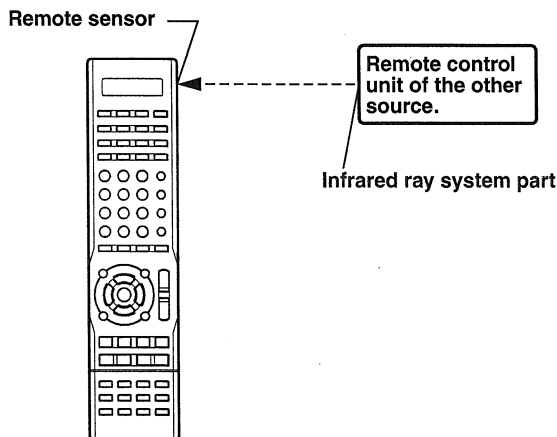 Remote sensor
Remote control
unit of the other
source.
Infrared ray system part